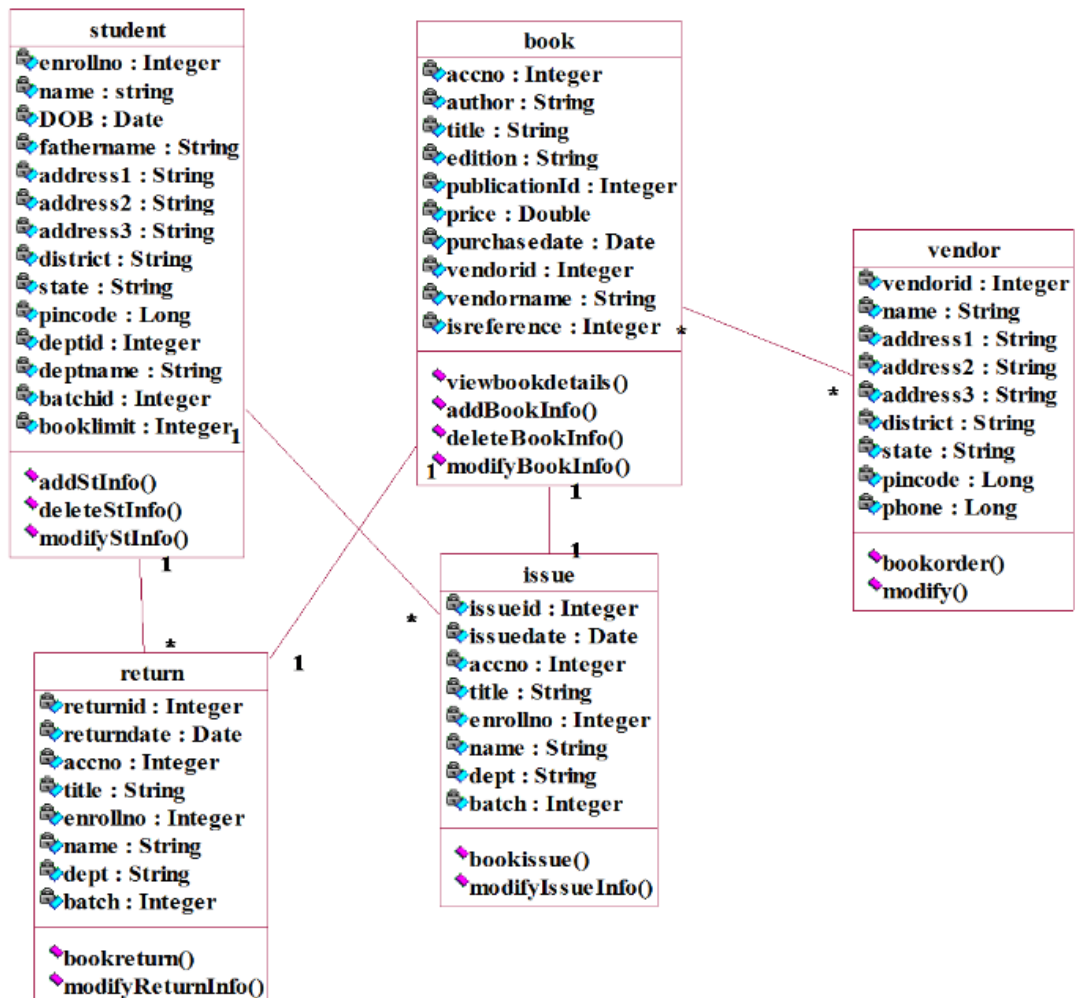 student
enrollno : Integer
name : string
DOB : Date
fathername : String
address1 : String
address2 : String
address3 : String
district : String
state : String
pincode : Long
deptid : Integer
deptname : String
batchid : Integer
booklimit : Integer
1
addStInfo()
deleteStInfo()
modifyStInfo()
1
*
book
accno : Integer
author : String
title : String
edition : String
publicationId : Integer
price : Double
purchasedate : Date
vendorid : Integer
vendorname : String
isreference : Integer
*
viewbookdetails()
addBookInfo()
deleteBookInfo()
modifyBookInfo()
1
1
vendor
vendorid : Integer
name : String
address1 : String
address2 : String
address3 : String
district : String
state : String
pincode : Long
phone : Long
*
bookorder()
modify()
return
returnid : Integer
returndate : Date
accno : Integer
title : String
enrollno : Integer
name : String
dept : String
batch : Integer
bookreturn()
modifyReturnInfo()
1
*
1
issue
issueid : Integer
issuedate : Date
accno : Integer
title : String
enrollno : Integer
name : String
dept : String
batch : Integer
bookissue()
modifyIssueInfo()